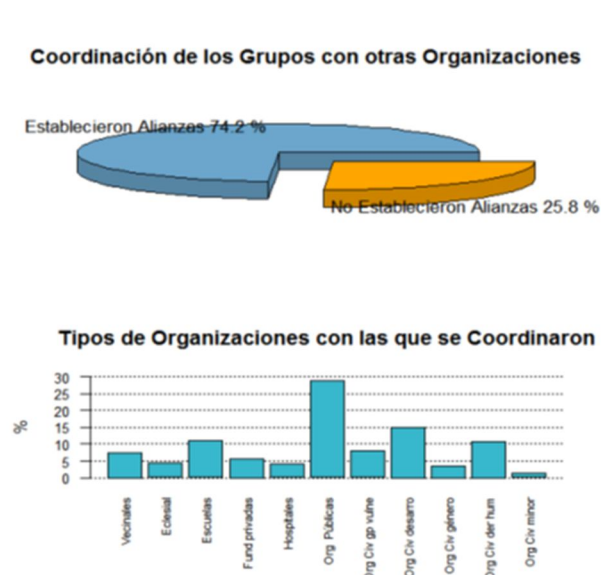 Coordinación de los Grupos con otras Organizaciones
Establecieron Alianzas 74.2 %
No Establecieron Alianzas 25.8 %
Tipos de Organizaciones con las que se Coordinaron
%
30
25
20
15
10
5
0
Vecinales
Eclesial
Escuelas
Fund privadas
Hospitales
Org Públicas
Org Civ gp vulne
Org Civ desarro
Org Civ género
Org Civ der hum
Org Civ minor